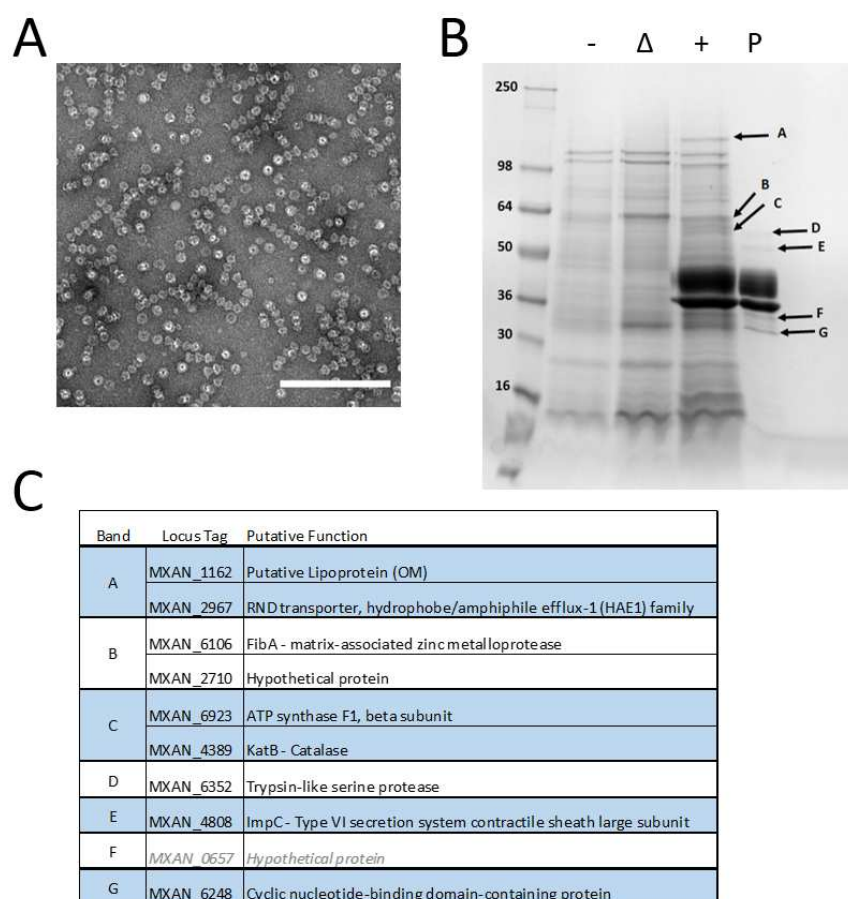 A
B
- Δ + P
250
98
64
50
36
30
16
A
B
C
D
E
F
G
C
Band Locus Tag Putative Function
A
MXAN_1162 Putative Lipoprotein (OM)
MXAN_2967 RND transporter, hydrophobe/amphiphile efflux-1 (HAE1) family
B
MXAN_6106 FibA - matrix-associated zinc metalloprotease
MXAN_2710 Hypothetical protein
C
MXAN_6923 ATP synthase F1, beta subunit
MXAN_4389 KatB - Catalase
D MXAN_6352 Trypsin-like serine protease
E MXAN_4808 ImpC - Type VI secretion system contractile sheath large subunit
F MXAN_0657 Hypothetical protein
G MXAN_6248 Cyclic nucleotide-binding domain-containing protein